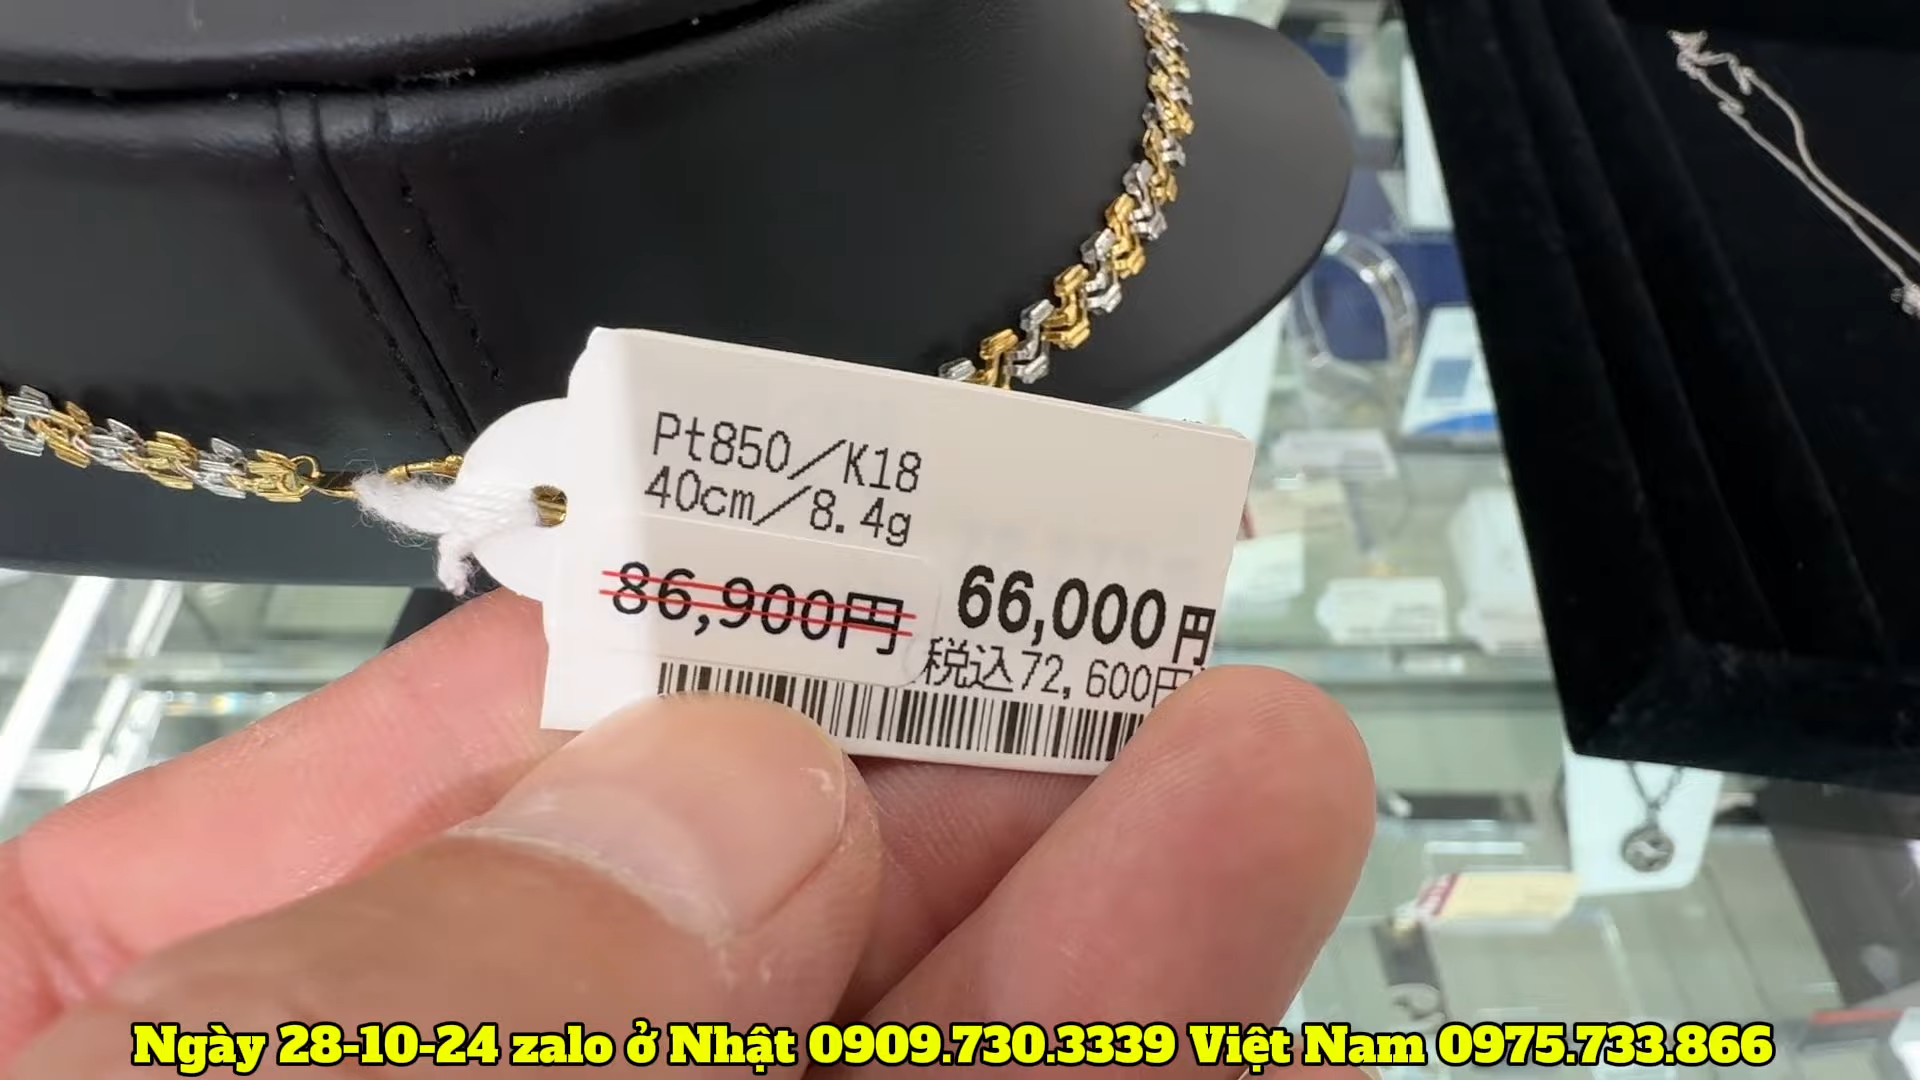 Pt850／K18
40cm／8.4g
86,900円
66,000円
税込72,600円
Ngày 28-10-24 zalo ở Nhật 0909.730.3339 Việt Nam 0975.733.866